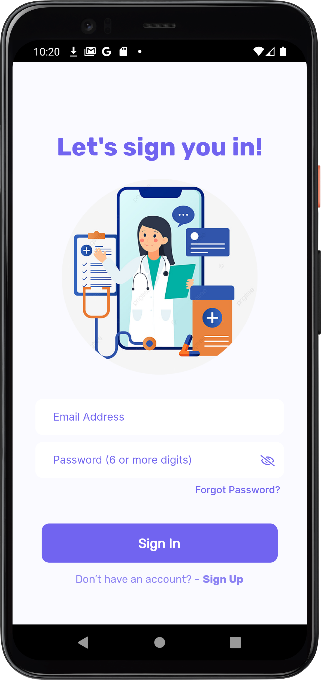 10:20
Let's sign you in!
Email Address
Password (6 or more digits)
Forgot Password?
Sign In
Don't have an account? - Sign Up